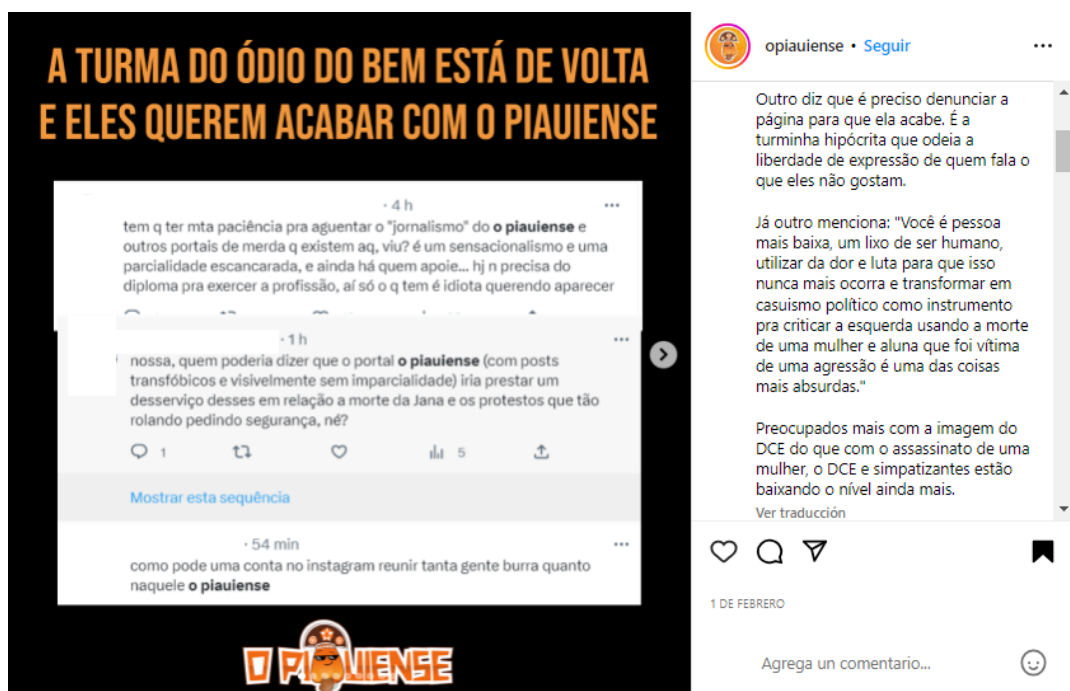 A TURMA DO ÓDIO DO BEM ESTÁ DE VOLTA
E ELES QUEREM ACABAR COM O PIAUIENSE
· 4 h
tem q ter mta paciência pra aguentar o "jornalismo" do o piauiense e
outros portais de merda q existem aq, viu? é um sensacionalismo e uma
parcialidade escancarada, e ainda há quem apoie... hj n precisa do
diploma pra exercer a profissão, aí só o q tem é idiota querendo aparecer
· 1 h
nossa, quem poderia dizer que o portal o piauiense (com posts
transfóbicos e visivelmente sem imparcialidade) iria prestar um
desserviço desses em relação a morte da Jana e os protestos que tão
rolando pedindo segurança, né?
1 5
Mostrar esta sequência
· 54 min
como pode uma conta no instagram reunir tanta gente burra quanto
naquele o piauiense
O PIAUIENSE
opiauiense • Seguir
Outro diz que é preciso denunciar a
página para que ela acabe. É a
turminha hipócrita que odeia a
liberdade de expressão de quem fala o
que eles não gostam.
Já outro menciona: "Você é pessoa
mais baixa, um lixo de ser humano,
utilizar da dor e luta para que isso
nunca mais ocorra e transformar em
casuismo político como instrumento
pra criticar a esquerda usando a morte
de uma mulher e aluna que foi vítima
de uma agressão é uma das coisas
mais absurdas."
Preocupados mais com a imagem do
DCE do que com o assassinato de uma
mulher, o DCE e simpatizantes estão
baixando o nível ainda mais.
Ver traducción
1 DE FEBRERO
Agrega un comentario...